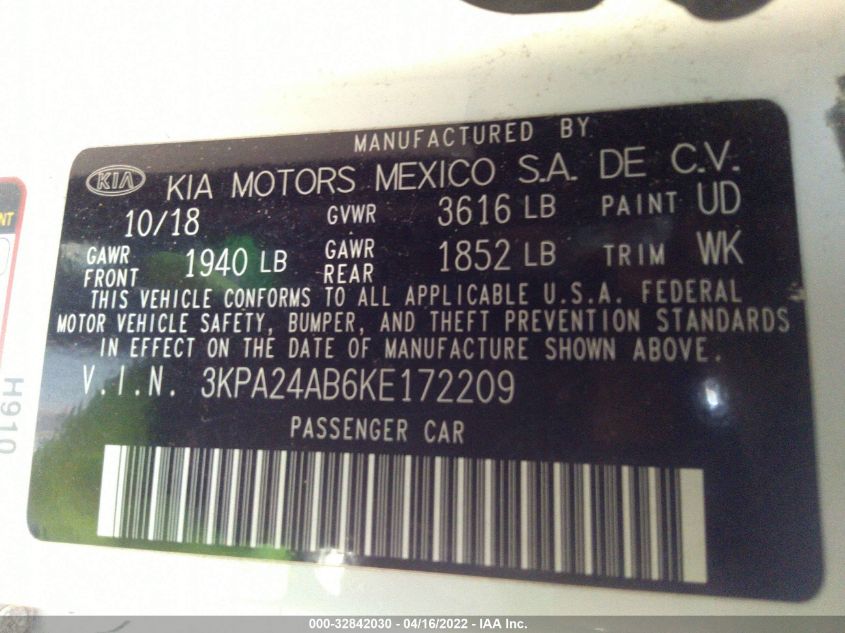 MANUFACTURED BY
KIA KIA MOTORS MEXICO S.A. DE C.V.
10/18 GVWR 3616 LB PAINT UD
GAWR FRONT 1940 LB GAWR REAR 1852 LB TRIM WK
THIS VEHICLE CONFORMS TO ALL APPLICABLE U.S.A. FEDERAL
MOTOR VEHICLE SAFETY, BUMPER, AND THEFT PREVENTION STANDARDS
IN EFFECT ON THE DATE OF MANUFACTURE SHOWN ABOVE.
V.I.N. 3KPA24AB6KE172209
PASSENGER CAR
H910
000-32842030 - 04/16/2022 - IAA Inc.